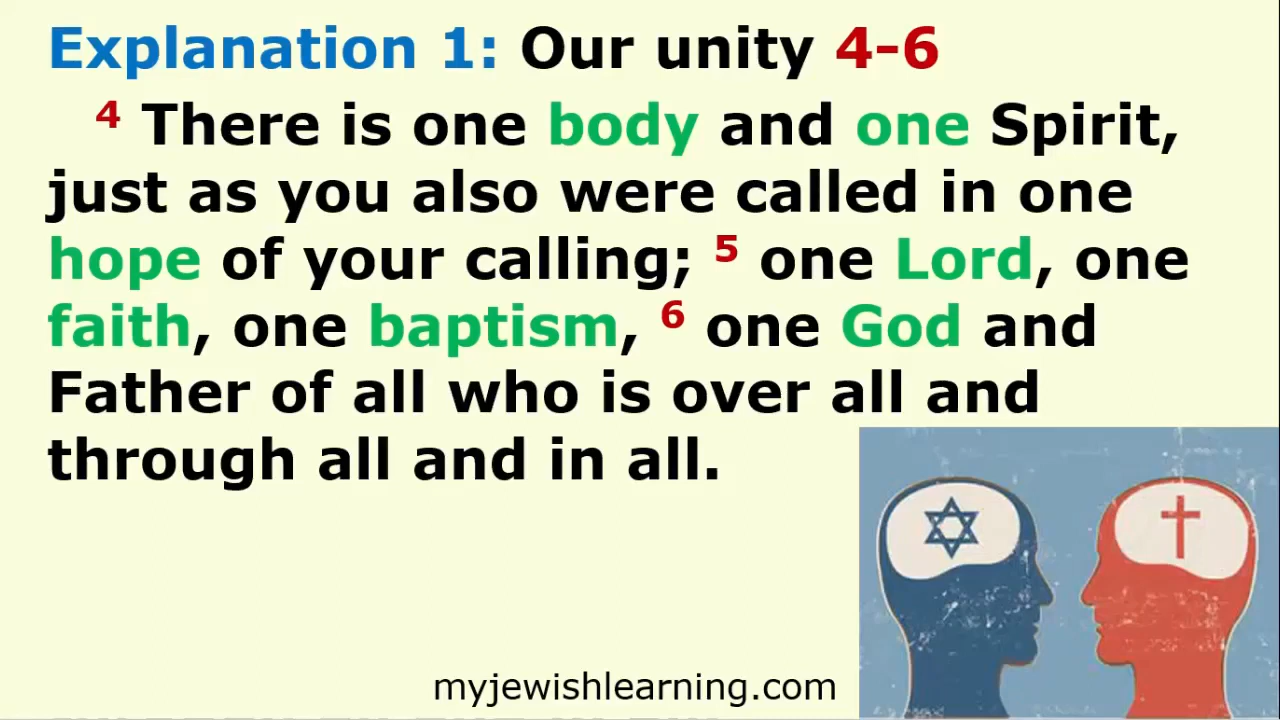 Explanation 1: Our unity 4-6
4 There is one body and one Spirit,
just as you also were called in one
hope of your calling; 5 one Lord, one
faith, one baptism, 6 one God and
Father of all who is over all and
through all and in all.
myjewishlearning.com